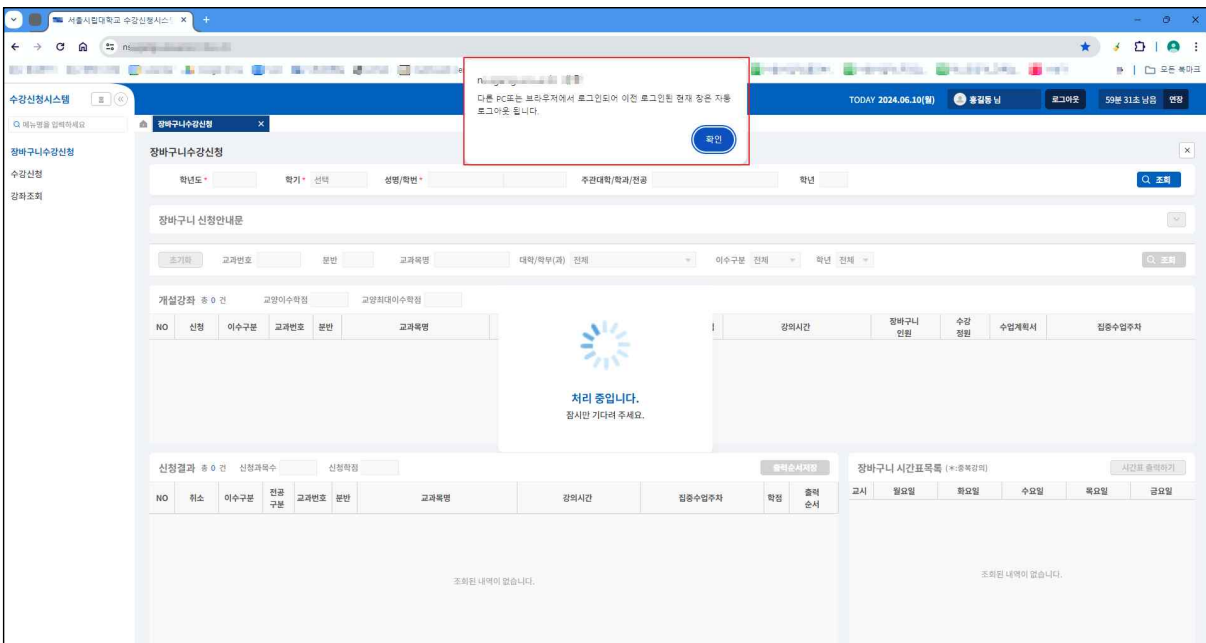 서울시립대학교 수강신청시스
모든 북마크
다른 PC또는 브라우저에서 로그인되어 이전 로그인된 현재 창은 자동
로그아웃 됩니다.
확인
수강신청시스템
TODAY 2024.06.10(월) 홍길동 님 로그아웃 59분 31초 남음 연장
메뉴명을 입력하세요
장바구니수강신청
장바구니수강신청
수강신청
강좌조회
장바구니수강신청
학년도* 학기* 선택 성명/학번* 주관대학/학과/전공 학년 조회
장바구니 신청안내문
초기화 교과번호 분반 교과목명 대학/학부(과) 전체 이수구분 전체 학년 전체 조회
개설강좌 총 0 건 교양이수학점 교양최대이수학점
NO 신청 이수구분 교과번호 분반 교과목명 강의시간 장바구니 인원 수강 정원 수업계획서 집중수업주차
처리 중입니다.
잠시만 기다려 주세요.
신청결과 총 0 건 신청과목수 신청학점 출력순서저장
NO 취소 이수구분 전공 구분 교과번호 분반 교과목명 강의시간 집중수업주차 학점 출력 순서
조회된 내역이 없습니다.
장바구니 시간표목록 (*:중복강의) 시간표 출력하기
교시 월요일 화요일 수요일 목요일 금요일
조회된 내역이 없습니다.